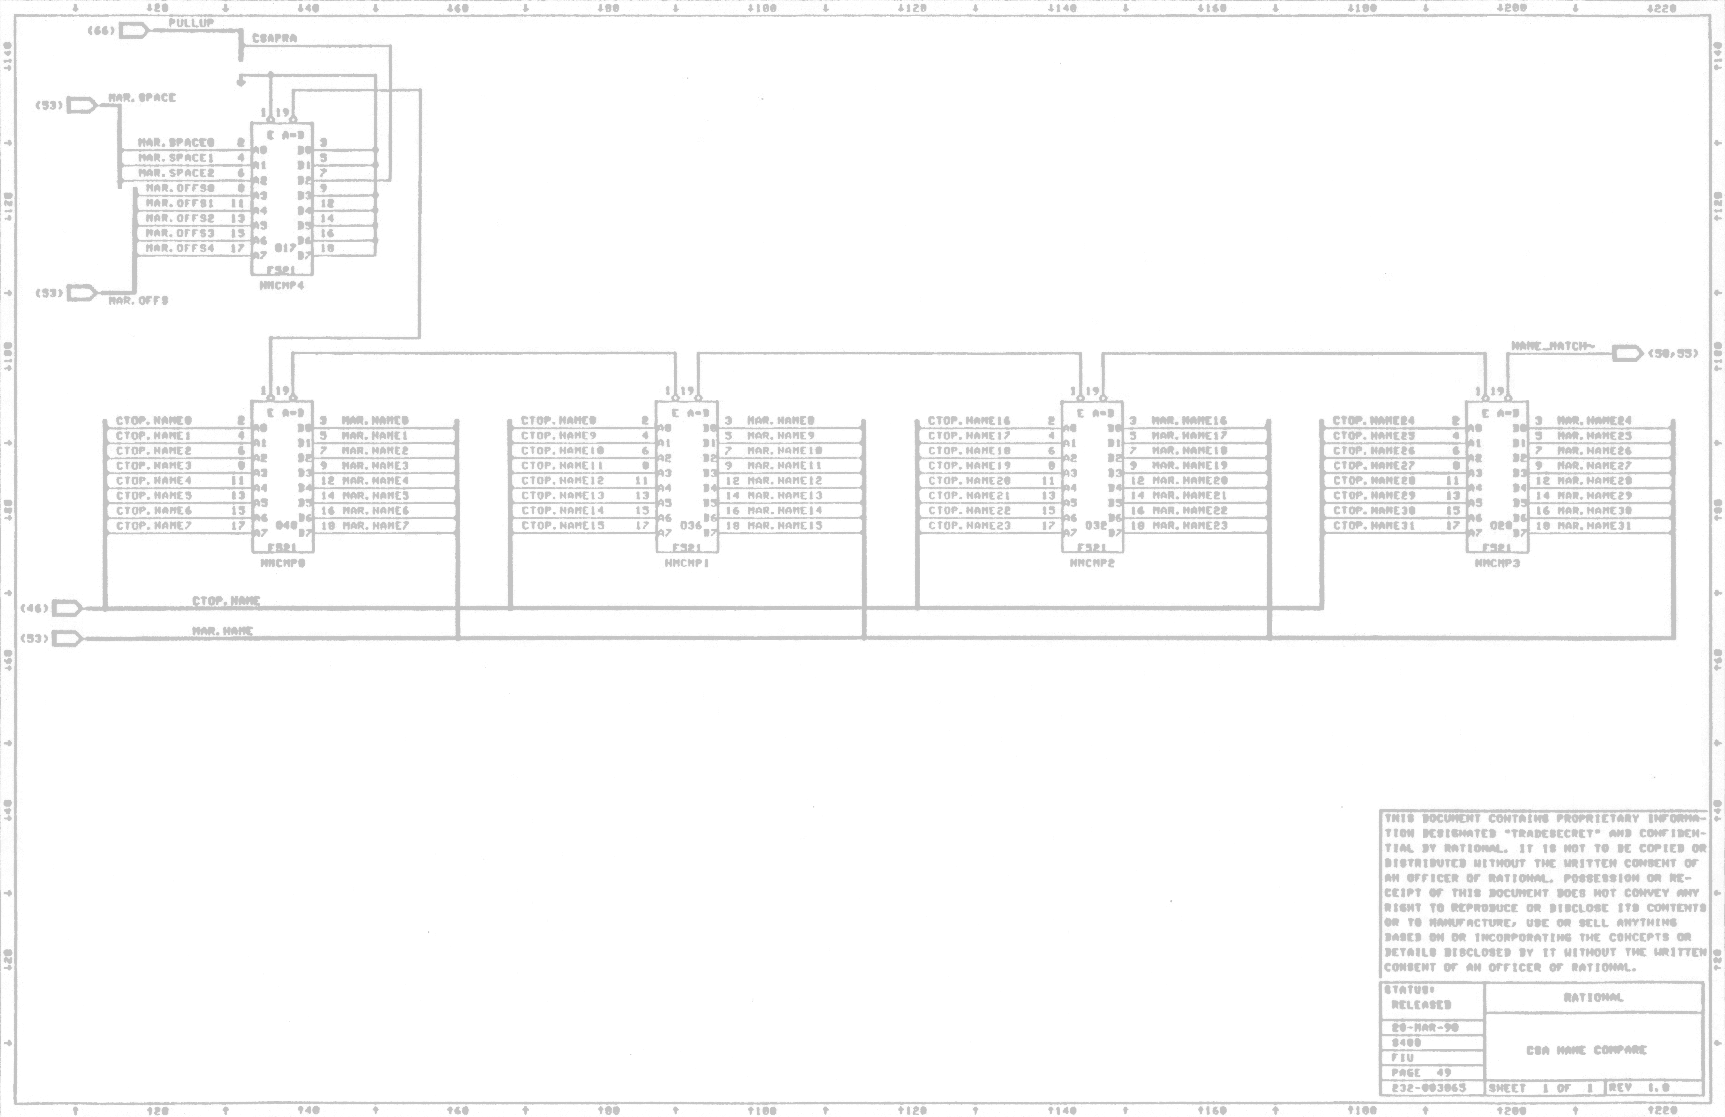 ↓20 ↓40 ↓60 ↓80 ↓100 ↓120 ↓140 ↓160 ↓180 ↓200 ↓220
(66) PULLUP
CSAPRA
(53) MAR.SPACE
1 19
E A=B
MAR.SPACE0 2 A0 B0 3
MAR.SPACE1 4 A1 B1 5
MAR.SPACE2 6 A2 B2 7
MAR.OFFS0 8 A3 B3 9
MAR.OFFS1 11 A4 B4 12
MAR.OFFS2 13 A5 B5 14
MAR.OFFS3 15 A6 B6 16
MAR.OFFS4 17 A7 B7 18
F521
NMCMP4
(53) MAR.OFFS
NAME_MATCH~ (50,55)
1 19
E A=B
CTOP.NAME0 2 A0 B0 3 MAR.NAME0
CTOP.NAME1 4 A1 B1 5 MAR.NAME1
CTOP.NAME2 6 A2 B2 7 MAR.NAME2
CTOP.NAME3 8 A3 B3 9 MAR.NAME3
CTOP.NAME4 11 A4 B4 12 MAR.NAME4
CTOP.NAME5 13 A5 B5 14 MAR.NAME5
CTOP.NAME6 15 A6 B6 16 MAR.NAME6
CTOP.NAME7 17 A7 B7 18 MAR.NAME7
F521
NMCMP0
1 19
E A=B
CTOP.NAME8 2 A0 B0 3 MAR.NAME8
CTOP.NAME9 4 A1 B1 5 MAR.NAME9
CTOP.NAME10 6 A2 B2 7 MAR.NAME10
CTOP.NAME11 8 A3 B3 9 MAR.NAME11
CTOP.NAME12 11 A4 B4 12 MAR.NAME12
CTOP.NAME13 13 A5 B5 14 MAR.NAME13
CTOP.NAME14 15 A6 B6 16 MAR.NAME14
CTOP.NAME15 17 A7 B7 18 MAR.NAME15
F521
NMCMP1
1 19
E A=B
CTOP.NAME16 2 A0 B0 3 MAR.NAME16
CTOP.NAME17 4 A1 B1 5 MAR.NAME17
CTOP.NAME18 6 A2 B2 7 MAR.NAME18
CTOP.NAME19 8 A3 B3 9 MAR.NAME19
CTOP.NAME20 11 A4 B4 12 MAR.NAME20
CTOP.NAME21 13 A5 B5 14 MAR.NAME21
CTOP.NAME22 15 A6 B6 16 MAR.NAME22
CTOP.NAME23 17 A7 B7 18 MAR.NAME23
F521
NMCMP2
1 19
E A=B
CTOP.NAME24 2 A0 B0 3 MAR.NAME24
CTOP.NAME25 4 A1 B1 5 MAR.NAME25
CTOP.NAME26 6 A2 B2 7 MAR.NAME26
CTOP.NAME27 8 A3 B3 9 MAR.NAME27
CTOP.NAME28 11 A4 B4 12 MAR.NAME28
CTOP.NAME29 13 A5 B5 14 MAR.NAME29
CTOP.NAME30 15 A6 B6 16 MAR.NAME30
CTOP.NAME31 17 A7 B7 18 MAR.NAME31
F521
NMCMP3
(46) CTOP.NAME
(53) MAR.NAME
THIS DOCUMENT CONTAINS PROPRIETARY INFORMA-
TION DESIGNATED "TRADESECRET" AND CONFIDEN-
TIAL BY RATIONAL. IT IS NOT TO BE COPIED OR
DISTRIBUTED WITHOUT THE WRITTEN CONSENT OF
AN OFFICER OF RATIONAL. POSSESSION OR RE-
CEIPT OF THIS DOCUMENT DOES NOT CONVEY ANY
RIGHT TO REPRODUCE OR DISCLOSE ITS CONTENTS
OR TO MANUFACTURE, USE OR SELL ANYTHING
BASED ON OR INCORPORATING THE CONCEPTS OR
DETAILS DISCLOSED BY IT WITHOUT THE WRITTEN
CONSENT OF AN OFFICER OF RATIONAL.
STATUS:
RELEASED
RATIONAL
20-MAR-90
S400
FIU
PAGE 49
232-003065
CSA NAME COMPARE
SHEET 1 OF 1 REV 1.0
↑20 ↑40 ↑60 ↑80 ↑100 ↑120 ↑140 ↑160 ↑180 ↑200 ↑220